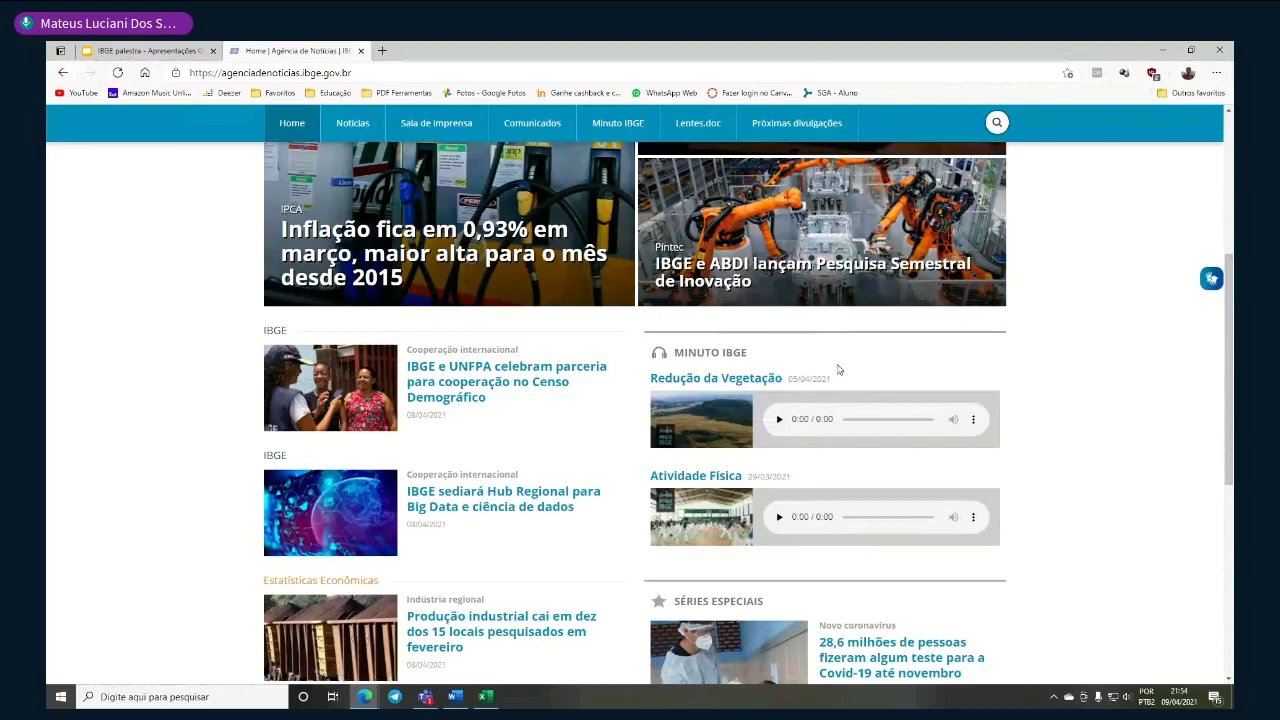 Mateus Luciani Dos S...
IBGE palestra - Apresentações G
Home | Agência de Notícias | IBG
https://agenciadenoticias.ibge.gov.br
YouTube
Amazon Music Unli...
Deezer
Favoritos
Educação
PDF Ferramentas
Fotos - Google Fotos
Ganhe cashback e c...
WhatsApp Web
Fazer login no Canv...
SGA - Aluno
Outros favoritos
Home
Notícias
Sala de imprensa
Comunicados
Minuto IBGE
Lentes.doc
Próximas divulgações
IPCA
Inflação fica em 0,93% em
março, maior alta para o mês
desde 2015
Pintec
IBGE e ABDI lançam Pesquisa Semestral
de Inovação
IBGE
Cooperação internacional
IBGE e UNFPA celebram parceria
para cooperação no Censo
Demográfico
08/04/2021
IBGE
Cooperação internacional
IBGE sediará Hub Regional para
Big Data e ciência de dados
08/04/2021
Estatísticas Econômicas
Indústria regional
Produção industrial cai em dez
dos 15 locais pesquisados em
fevereiro
08/04/2021
MINUTO IBGE
Redução da Vegetação 05/04/2021
0:00 / 0:00
Atividade Física 29/03/2021
0:00 / 0:00
SÉRIES ESPECIAIS
Novo coronavírus
28,6 milhões de pessoas
fizeram algum teste para a
Covid-19 até novembro
Digite aqui para pesquisar
POR
PTB2
21:54
09/04/2021